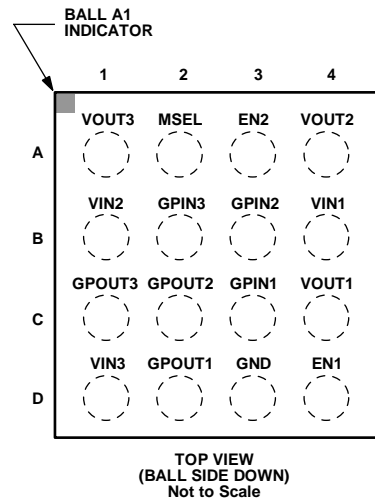 BALL A1
INDICATOR
1 2 3 4
VOUT3 MSEL EN2 VOUT2
A
VIN2 GPIN3 GPIN2 VIN1
B
GPOUT3 GPOUT2 GPIN1 VOUT1
C
VIN3 GPOUT1 GND EN1
D
TOP VIEW
(BALL SIDE DOWN)
Not to Scale